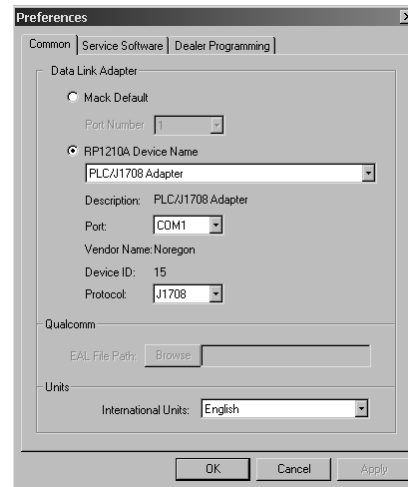 Preferences
Common Service Software Dealer Programming
Data Link Adapter
Mack Default
Port Number 1
RP1210A Device Name
PLC/J1708 Adapter
Description: PLC/J1708 Adapter
Port: COM1
Vendor Name: Noregon
Device ID: 15
Protocol: J1708
Qualcomm
EAL File Path: Browse
Units
International Units: English
OK Cancel Apply